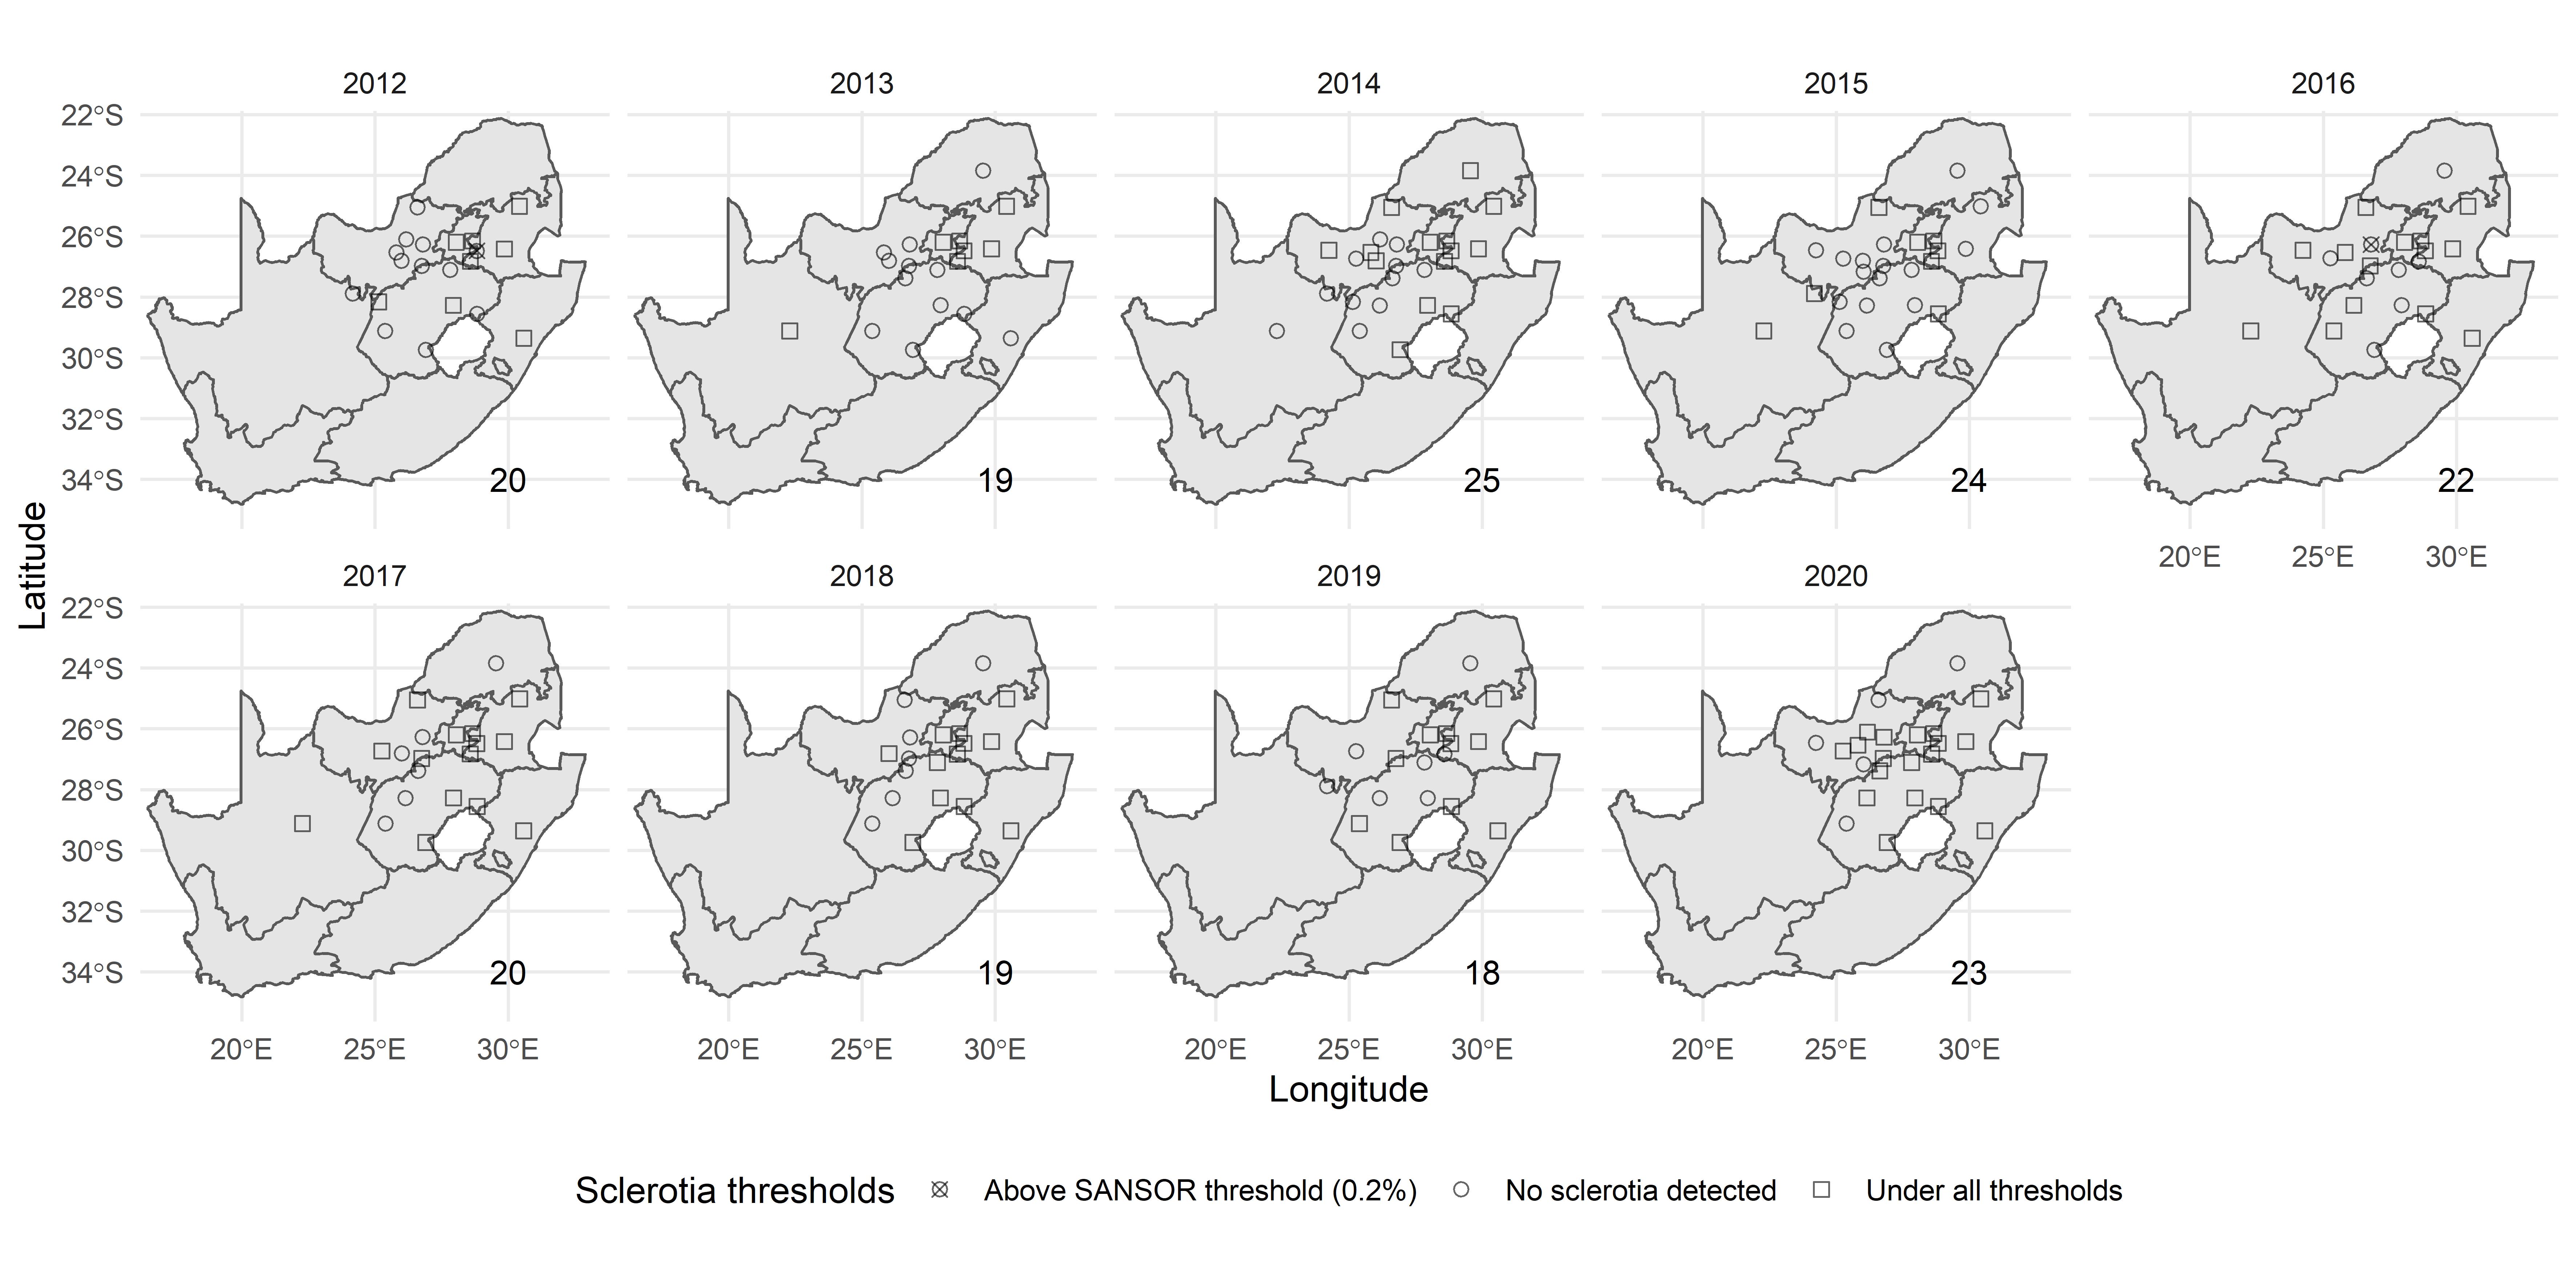 2012 2013 2014 2015 2016
22°S
24°S
26°S
28°S
30°S
32°S
34°S
20 19 25 24 22
20°E 25°E 30°E
Latitude
2017 2018 2019 2020
22°S
24°S
26°S
28°S
30°S
32°S
34°S
20 19 18 23
20°E 25°E 30°E 20°E 25°E 30°E 20°E 25°E 30°E 20°E 25°E 30°E
Longitude
Sclerotia thresholds Above SANSOR threshold (0.2%) No sclerotia detected Under all thresholds